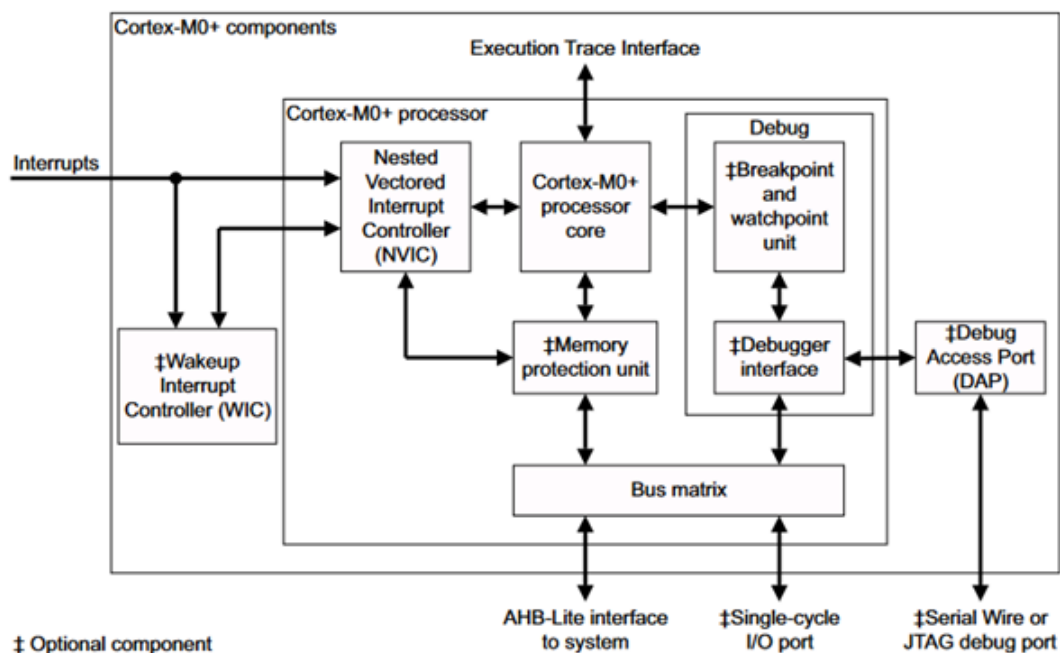 Cortex-M0+ components
Execution Trace Interface
Cortex-M0+ processor
Debug
Interrupts
Nested
Vectored
Interrupt
Controller
(NVIC)
Cortex-M0+
processor
core
‡Breakpoint
and
watchpoint
unit
‡Wakeup
Interrupt
Controller (WIC)
‡Memory
protection unit
‡Debugger
interface
‡Debug
Access Port
(DAP)
Bus matrix
‡ Optional component
AHB-Lite interface
to system
‡Single-cycle
I/O port
‡Serial Wire or
JTAG debug port